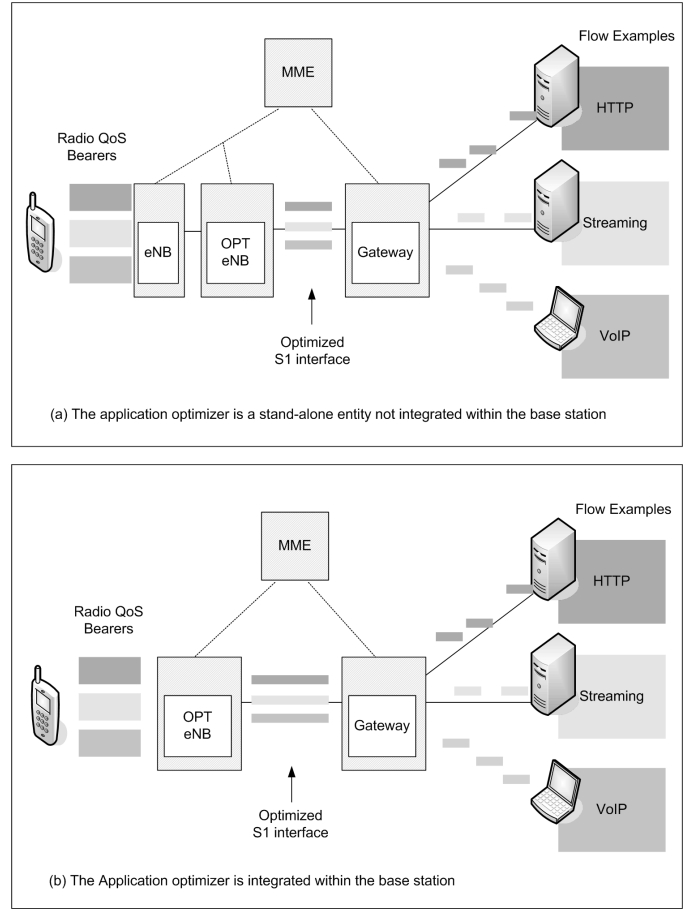 Flow Examples
MME
HTTP
Radio QoS
Bearers
eNB
OPT
eNB
Gateway
Streaming
Optimized
S1 interface
VoIP
(a) The application optimizer is a stand-alone entity not integrated within the base station
Flow Examples
MME
HTTP
Radio QoS
Bearers
OPT
eNB
Gateway
Streaming
Optimized
S1 interface
VoIP
(b) The Application optimizer is integrated within the base station